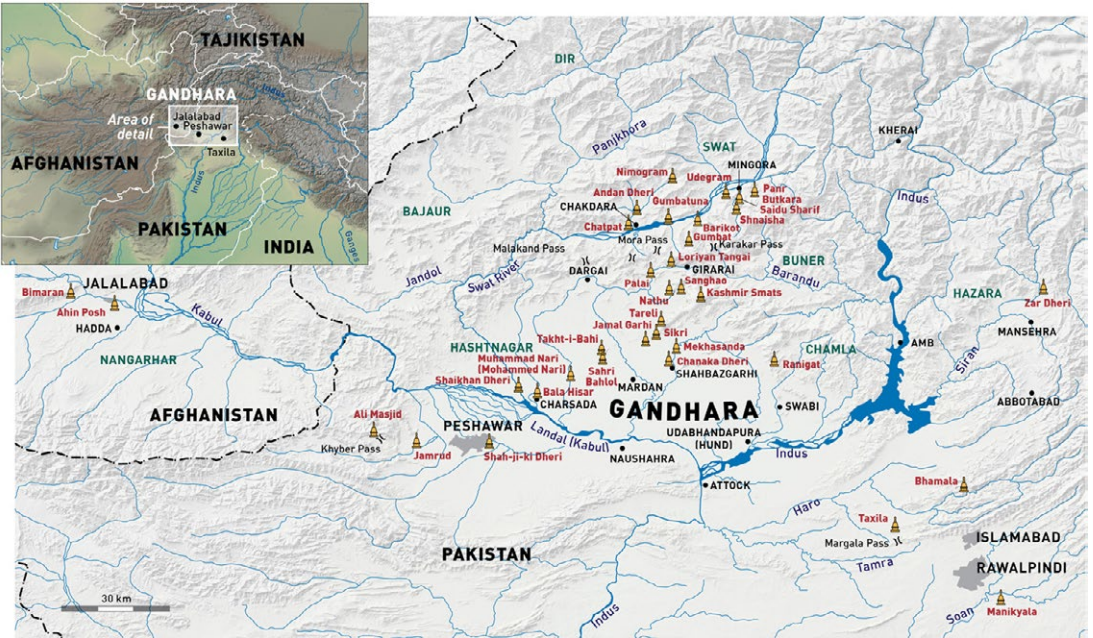 TAJIKISTAN
GANDHARA
Indus
Area of
detail
Jalalabad
Peshawar
Taxila
AFGHANISTAN
Indus
PAKISTAN
INDIA
Ganges
DIR
Panjkhora
KHERAI
SWAT
MINGORA
Nimogram
Udegram
Panr
Butkara
Saidu Sharif
Shnaisha
Andan Dheri
Gumbatuna
CHAKDARA
Chatpat
Barikot
Gumbat
Indus
BAJAUR
Malakand Pass
Mora Pass
Karakar Pass
Loriyan Tangai
BUNER
DARGAI
GIRARAI
Barandu
Jandol
Swat River
Palai
Sanghao
Nathu
Kashmir Smats
HAZARA
Zar Dheri
MANSEHRA
JALALABAD
Bimaran
Ahin Posh
HADDA
Kabul
NANGARHAR
Tareli
Jamal Garhi
Sikri
Takht-i-Bahi
HASHTNAGAR
Mekhasanda
Muhammad Nari
(Mohammed Nari)
Sahri
Bahlol
Chanaka Dheri
SHAHBAZGARHI
CHAMLA
Ranigat
AMB
Siran
Shaikhan Dheri
Bala Hisar
CHARSADA
MARDAN
ABBOTABAD
AFGHANISTAN
GANDHARA
SWABI
Ali Masjid
Khyber Pass
Jamrud
PESHAWAR
Shah-ji-ki Dheri
Landal (Kabul)
NAUSHAHRA
UDABHANDAPURA
(HUND)
Indus
ATTOCK
Bhamala
Haro
Taxila
Margala Pass
ISLAMABAD
PAKISTAN
Tamra
RAWALPINDI
30 km
Indus
Soan
Manikyala